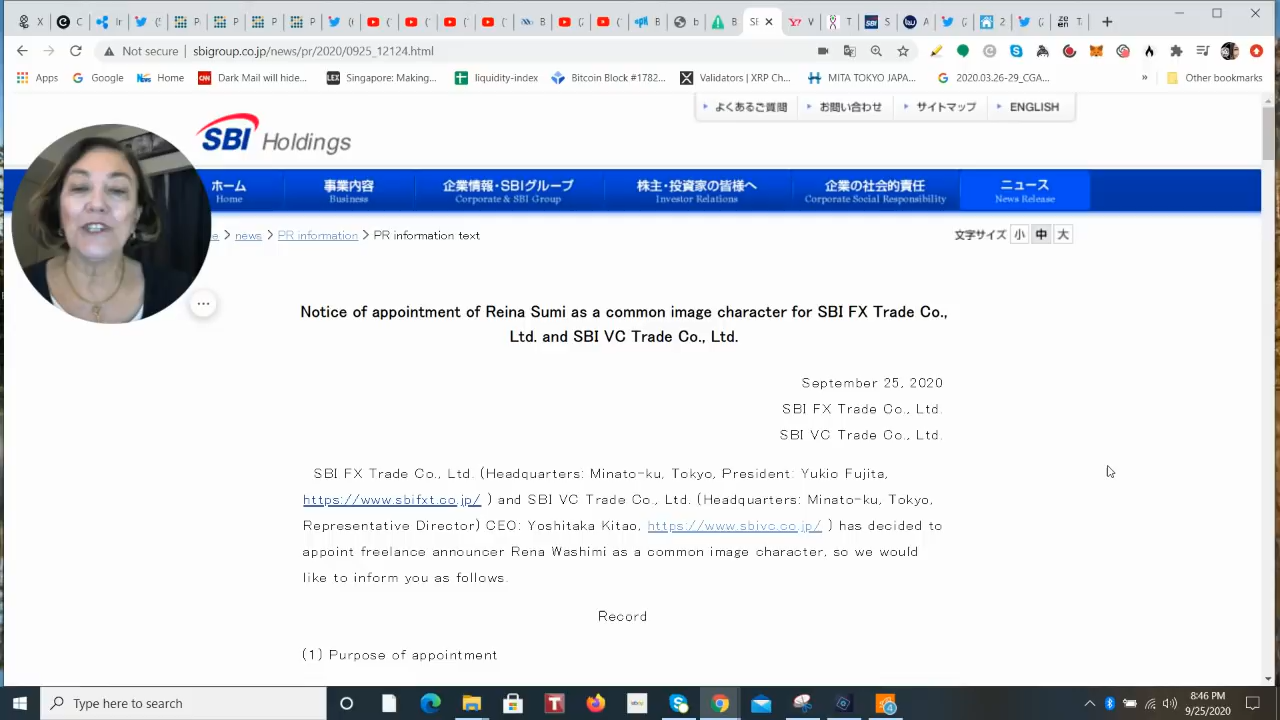 Not secure | sbigroup.co.jp/news/pr/2020/0925_12124.html
Apps Google Home Dark Mail will hide... Singapore: Making... liquidity-index Bitcoin Block #1782... Validators | XRP Ch... MITA TOKYO JAPA... 2020.03.26-29_CGA... » Other bookmarks
よくあるご質問 お問い合わせ サイトマップ ENGLISH
SBI Holdings
ホーム 事業内容 企業情報・SBIグループ 株主・投資家の皆様へ 企業の社会的責任 ニュース
Home Business Corporate & SBI Group Investor Relations Corporate Social Responsibility News Release
news > PR information > PR information text
文字サイズ 小 中 大
Notice of appointment of Reina Sumi as a common image character for SBI FX Trade Co.,
Ltd. and SBI VC Trade Co., Ltd.
September 25, 2020
SBI FX Trade Co., Ltd.
SBI VC Trade Co., Ltd.
SBI FX Trade Co., Ltd. (Headquarters: Minato-ku, Tokyo, President: Yukio Fujita,
https://www.sbifxt.co.jp/ ) and SBI VC Trade Co., Ltd. (Headquarters: Minato-ku, Tokyo,
Representative Director) CEO: Yoshitaka Kitao, https://www.sbivc.co.jp/ ) has decided to
appoint freelance announcer Rena Washimi as a common image character, so we would
like to inform you as follows.
Record
(1) Purpose of appointment
Type here to search
8:46 PM
9/25/2020